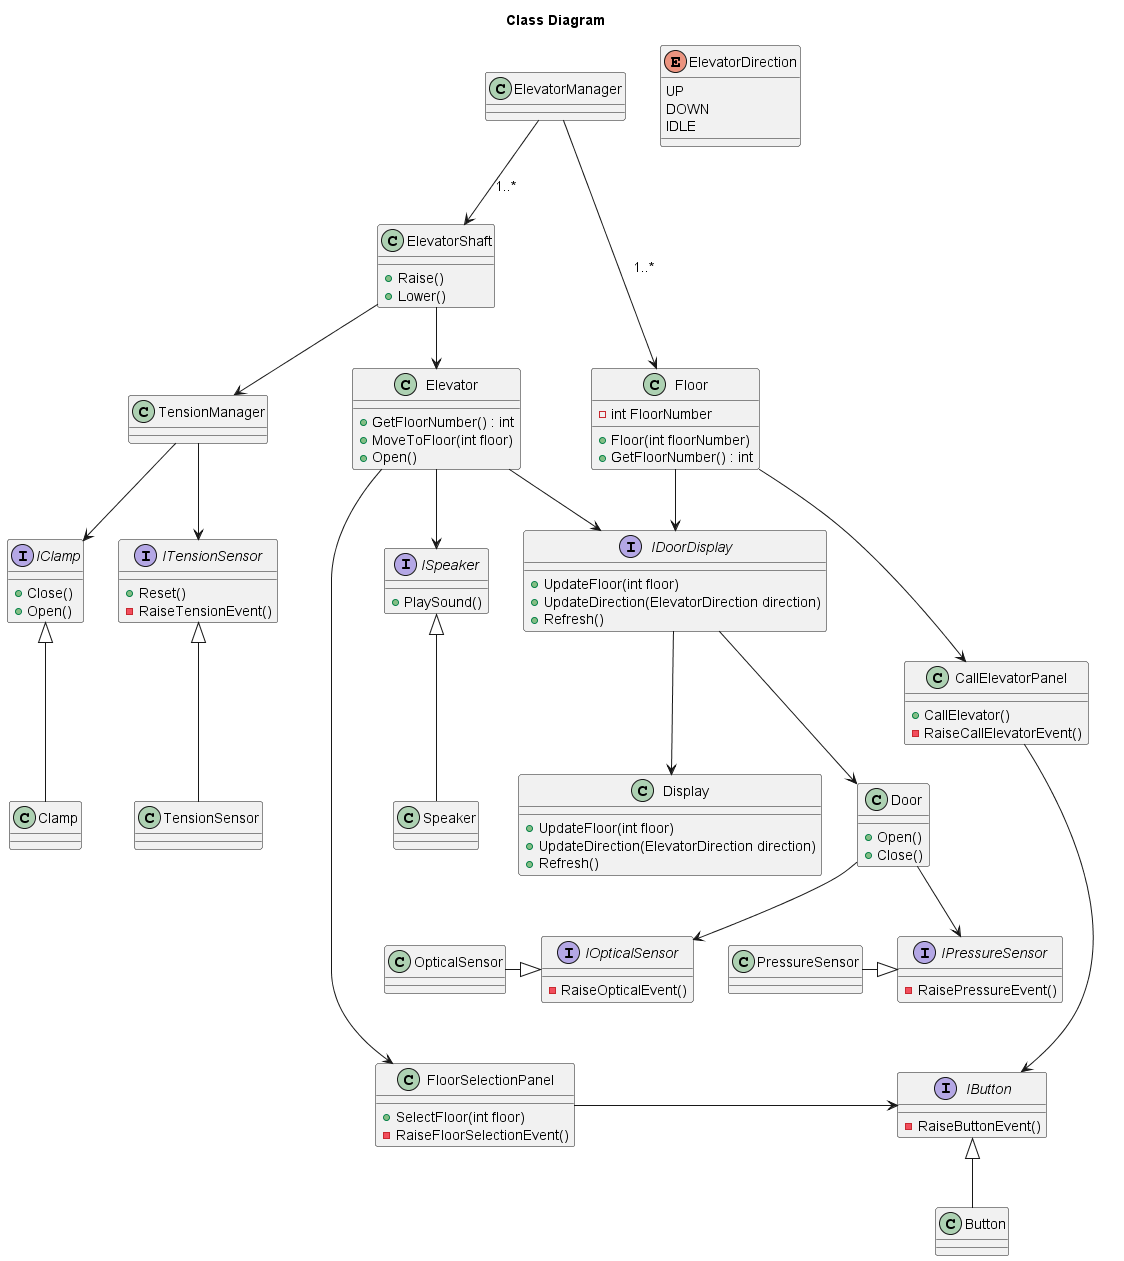 Class Diagram
E ElevatorDirection
UP
DOWN
IDLE
C ElevatorManager
1..*
C ElevatorShaft
Raise()
Lower()
1..*
C TensionManager
C Elevator
GetFloorNumber() : int
MoveToFloor(int floor)
Open()
C Floor
int FloorNumber
Floor(int floorNumber)
GetFloorNumber() : int
I IClamp
Close()
Open()
I ITensionSensor
Reset()
RaiseTensionEvent()
I ISpeaker
PlaySound()
I IDoorDisplay
UpdateFloor(int floor)
UpdateDirection(ElevatorDirection direction)
Refresh()
C CallElevatorPanel
CallElevator()
RaiseCallElevatorEvent()
C Clamp
C TensionSensor
C Speaker
C Display
UpdateFloor(int floor)
UpdateDirection(ElevatorDirection direction)
Refresh()
C Door
Open()
Close()
C OpticalSensor
I IOpticalSensor
RaiseOpticalEvent()
C PressureSensor
I IPressureSensor
RaisePressureEvent()
C FloorSelectionPanel
SelectFloor(int floor)
RaiseFloorSelectionEvent()
I IButton
RaiseButtonEvent()
C Button